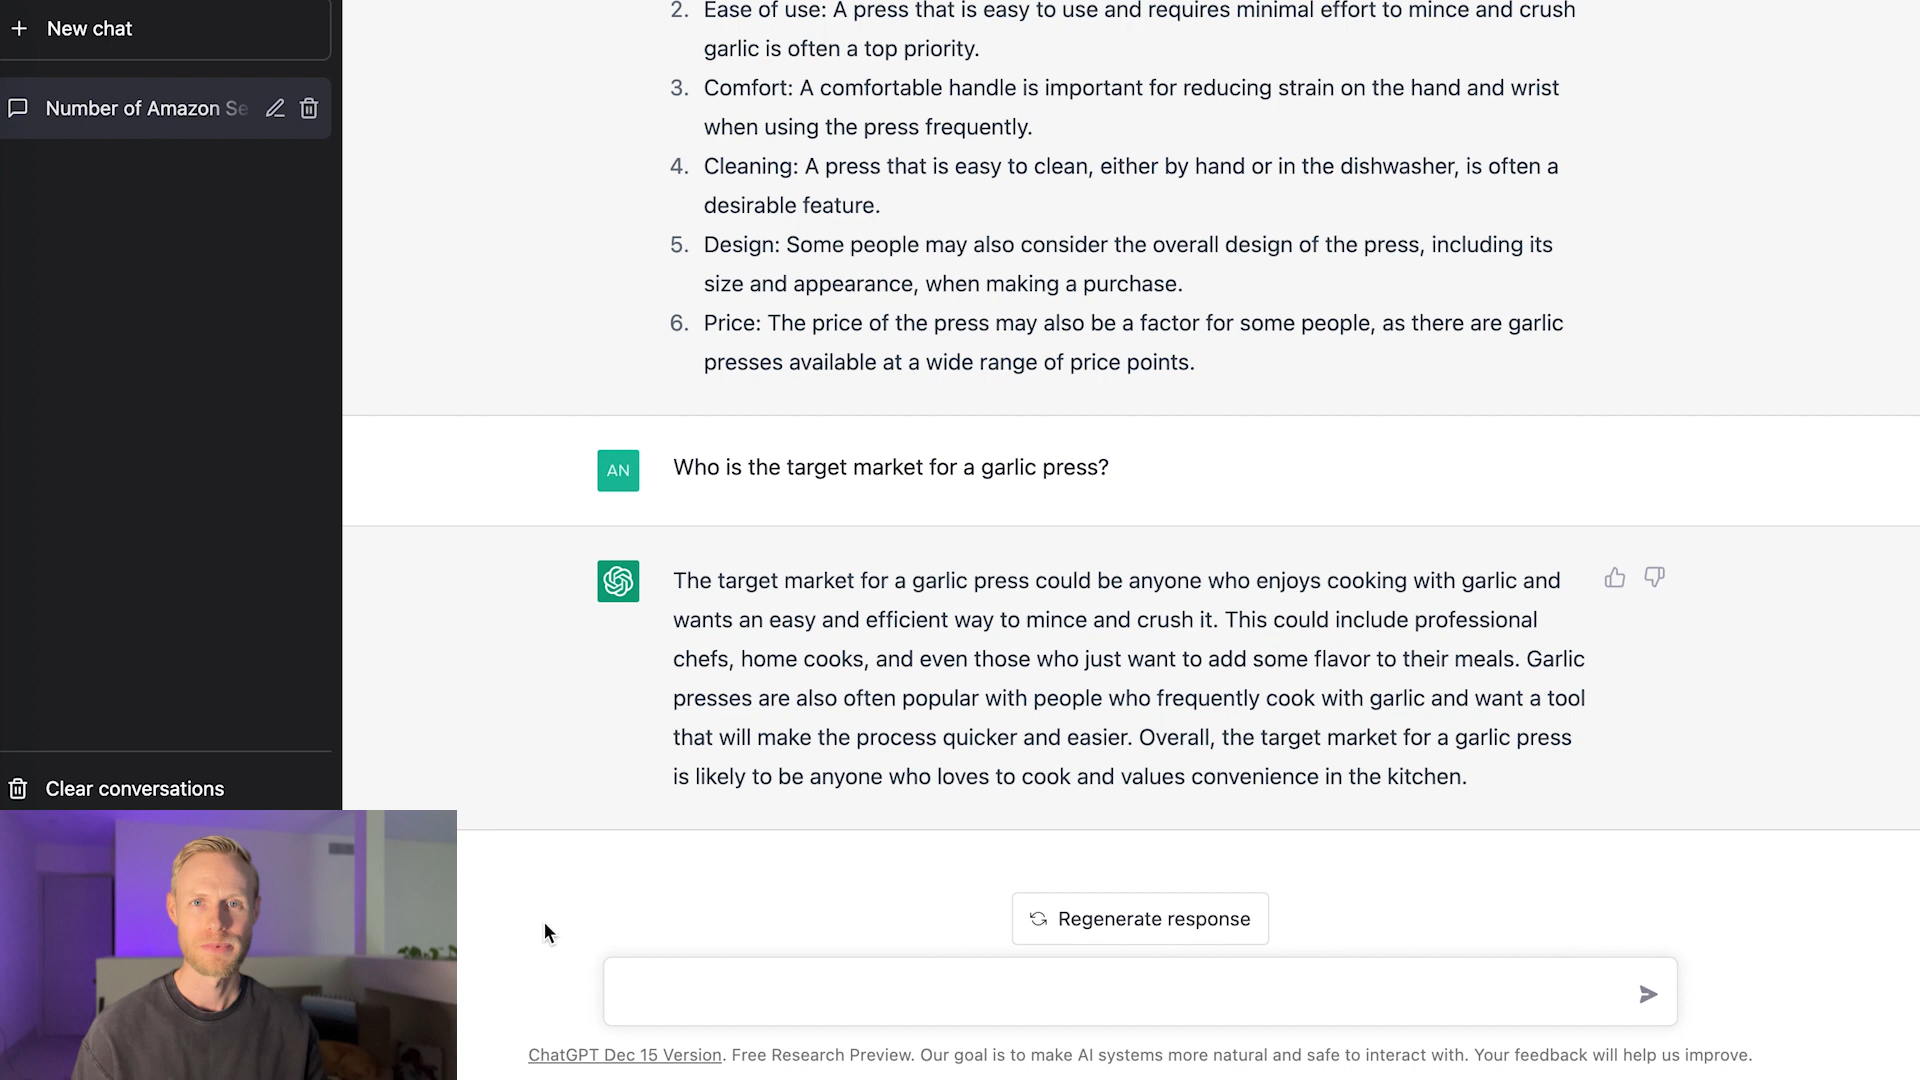 New chat
Number of Amazon Se
2. Ease of use: A press that is easy to use and requires minimal effort to mince and crush
garlic is often a top priority.
3. Comfort: A comfortable handle is important for reducing strain on the hand and wrist
when using the press frequently.
4. Cleaning: A press that is easy to clean, either by hand or in the dishwasher, is often a
desirable feature.
5. Design: Some people may also consider the overall design of the press, including its
size and appearance, when making a purchase.
6. Price: The price of the press may also be a factor for some people, as there are garlic
presses available at a wide range of price points.
AN
Who is the target market for a garlic press?
The target market for a garlic press could be anyone who enjoys cooking with garlic and
wants an easy and efficient way to mince and crush it. This could include professional
chefs, home cooks, and even those who just want to add some flavor to their meals. Garlic
presses are also often popular with people who frequently cook with garlic and want a tool
that will make the process quicker and easier. Overall, the target market for a garlic press
is likely to be anyone who loves to cook and values convenience in the kitchen.
Clear conversations
Regenerate response
ChatGPT Dec 15 Version. Free Research Preview. Our goal is to make AI systems more natural and safe to interact with. Your feedback will help us improve.